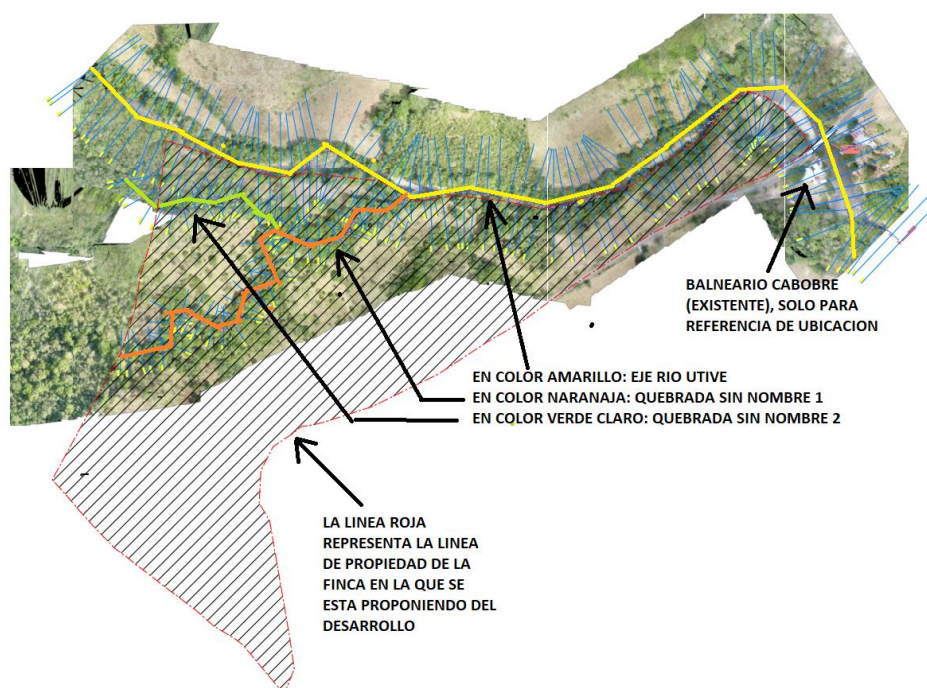 BALNEARIO CABOBRE
(EXISTENTE), SOLO PARA
REFERENCIA DE UBICACION
EN COLOR AMARILLO: EJE RIO UTIVE
EN COLOR NARANAJA: QUEBRADA SIN NOMBRE 1
EN COLOR VERDE CLARO: QUEBRADA SIN NOMBRE 2
LA LINEA ROJA
REPRESENTA LA LINEA
DE PROPIEDAD DE LA
FINCA EN LA QUE SE
ESTA PROPONIENDO DEL
DESARROLLO